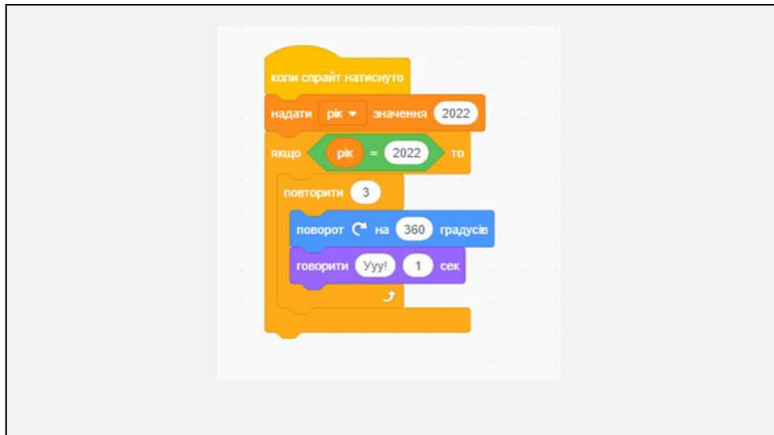 коли спрайт натиснуто
надати рік значення 2022
якщо рік = 2022 то
повторити 3
поворот на 360 градусів
говорити Ууу! 1 сек